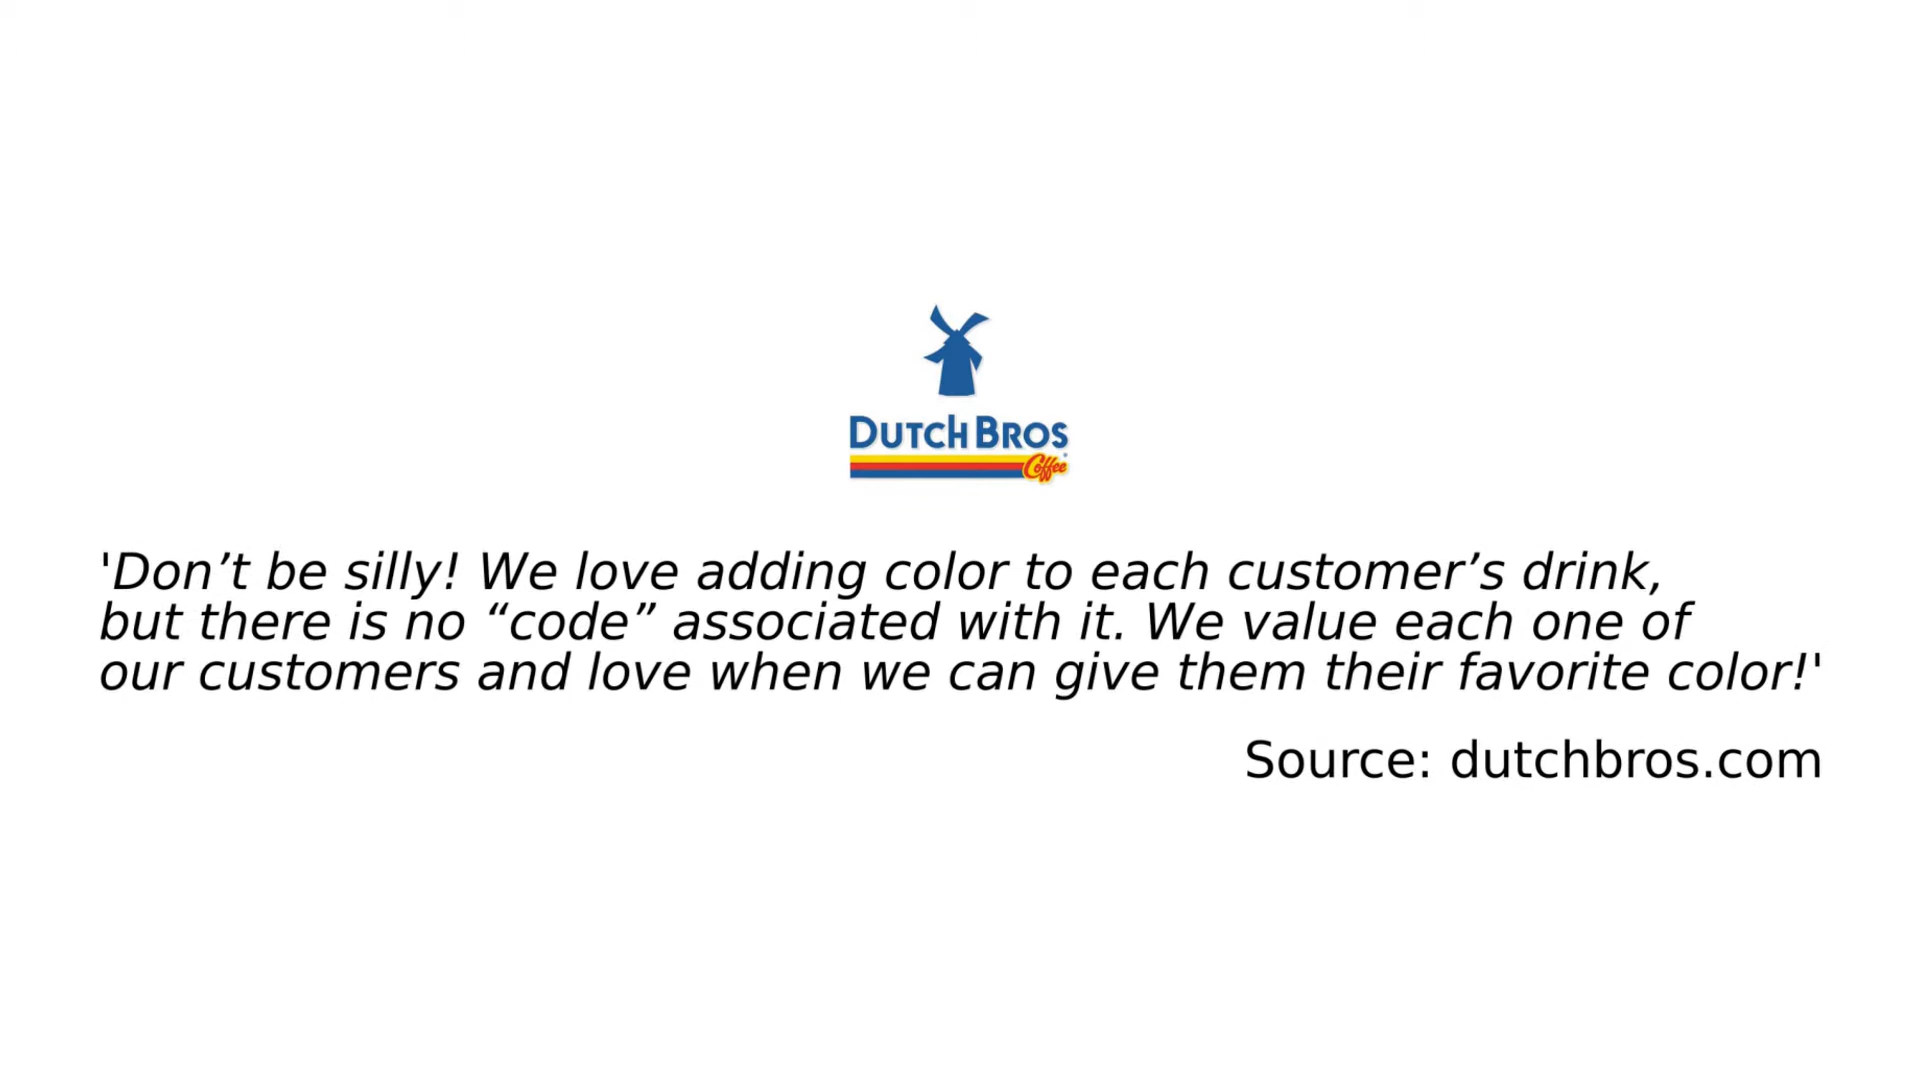 DUTCH BROS
Coffee
'Don’t be silly! We love adding color to each customer’s drink,
but there is no “code” associated with it. We value each one of
our customers and love when we can give them their favorite color!'
Source: dutchbros.com